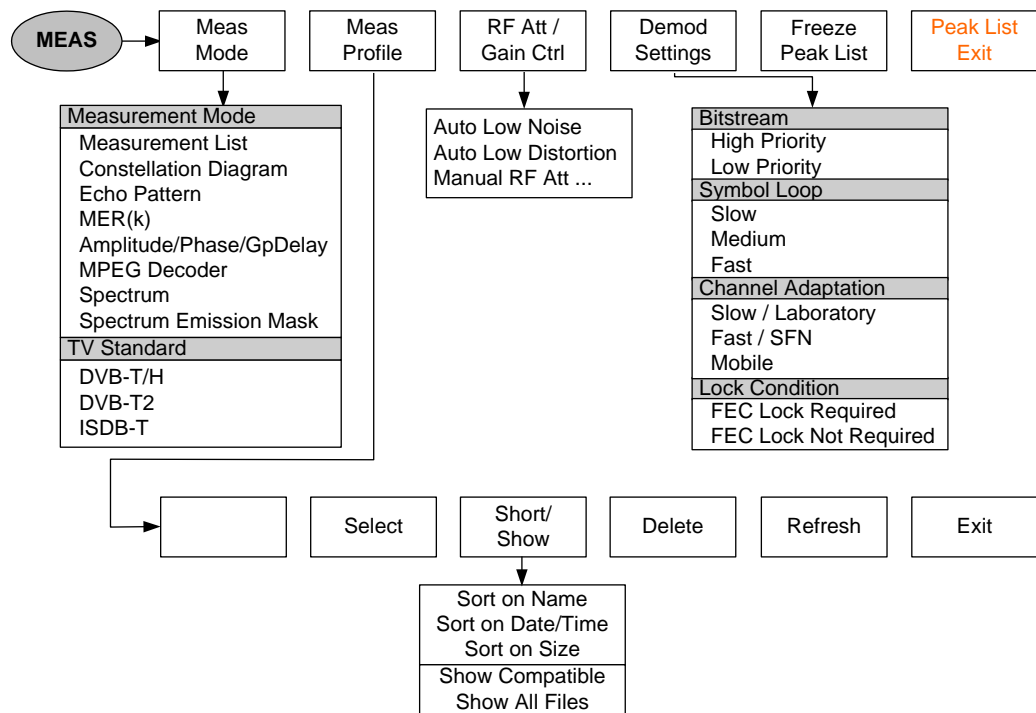 MEAS
Meas
Mode
Meas
Profile
RF Att /
Gain Ctrl
Demod
Settings
Freeze
Peak List
Peak List
Exit
Measurement Mode
Measurement List
Constellation Diagram
Echo Pattern
MER(k)
Amplitude/Phase/GpDelay
MPEG Decoder
Spectrum
Spectrum Emission Mask
TV Standard
DVB-T/H
DVB-T2
ISDB-T
Auto Low Noise
Auto Low Distortion
Manual RF Att ...
Bitstream
High Priority
Low Priority
Symbol Loop
Slow
Medium
Fast
Channel Adaptation
Slow / Laboratory
Fast / SFN
Mobile
Lock Condition
FEC Lock Required
FEC Lock Not Required
Select
Short/
Show
Delete
Refresh
Exit
Sort on Name
Sort on Date/Time
Sort on Size
Show Compatible
Show All Files